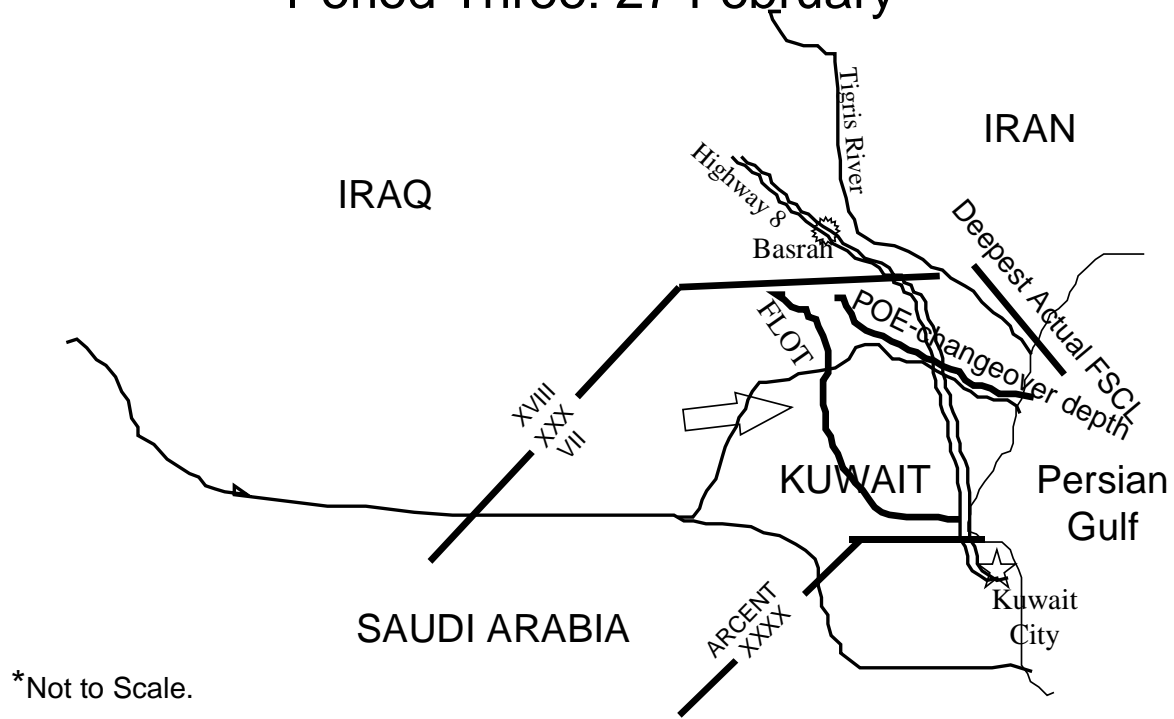 Period Three: 27 February
Tigris River
IRAN
Highway 8
IRAQ
Basrah
Deepest Actual FSCL
FLOT
POE-changeover depth
XVIII
XXX
VII
KUWAIT
Persian
Gulf
Kuwait
City
ARCENT
XXXX
SAUDI ARABIA
*Not to Scale.